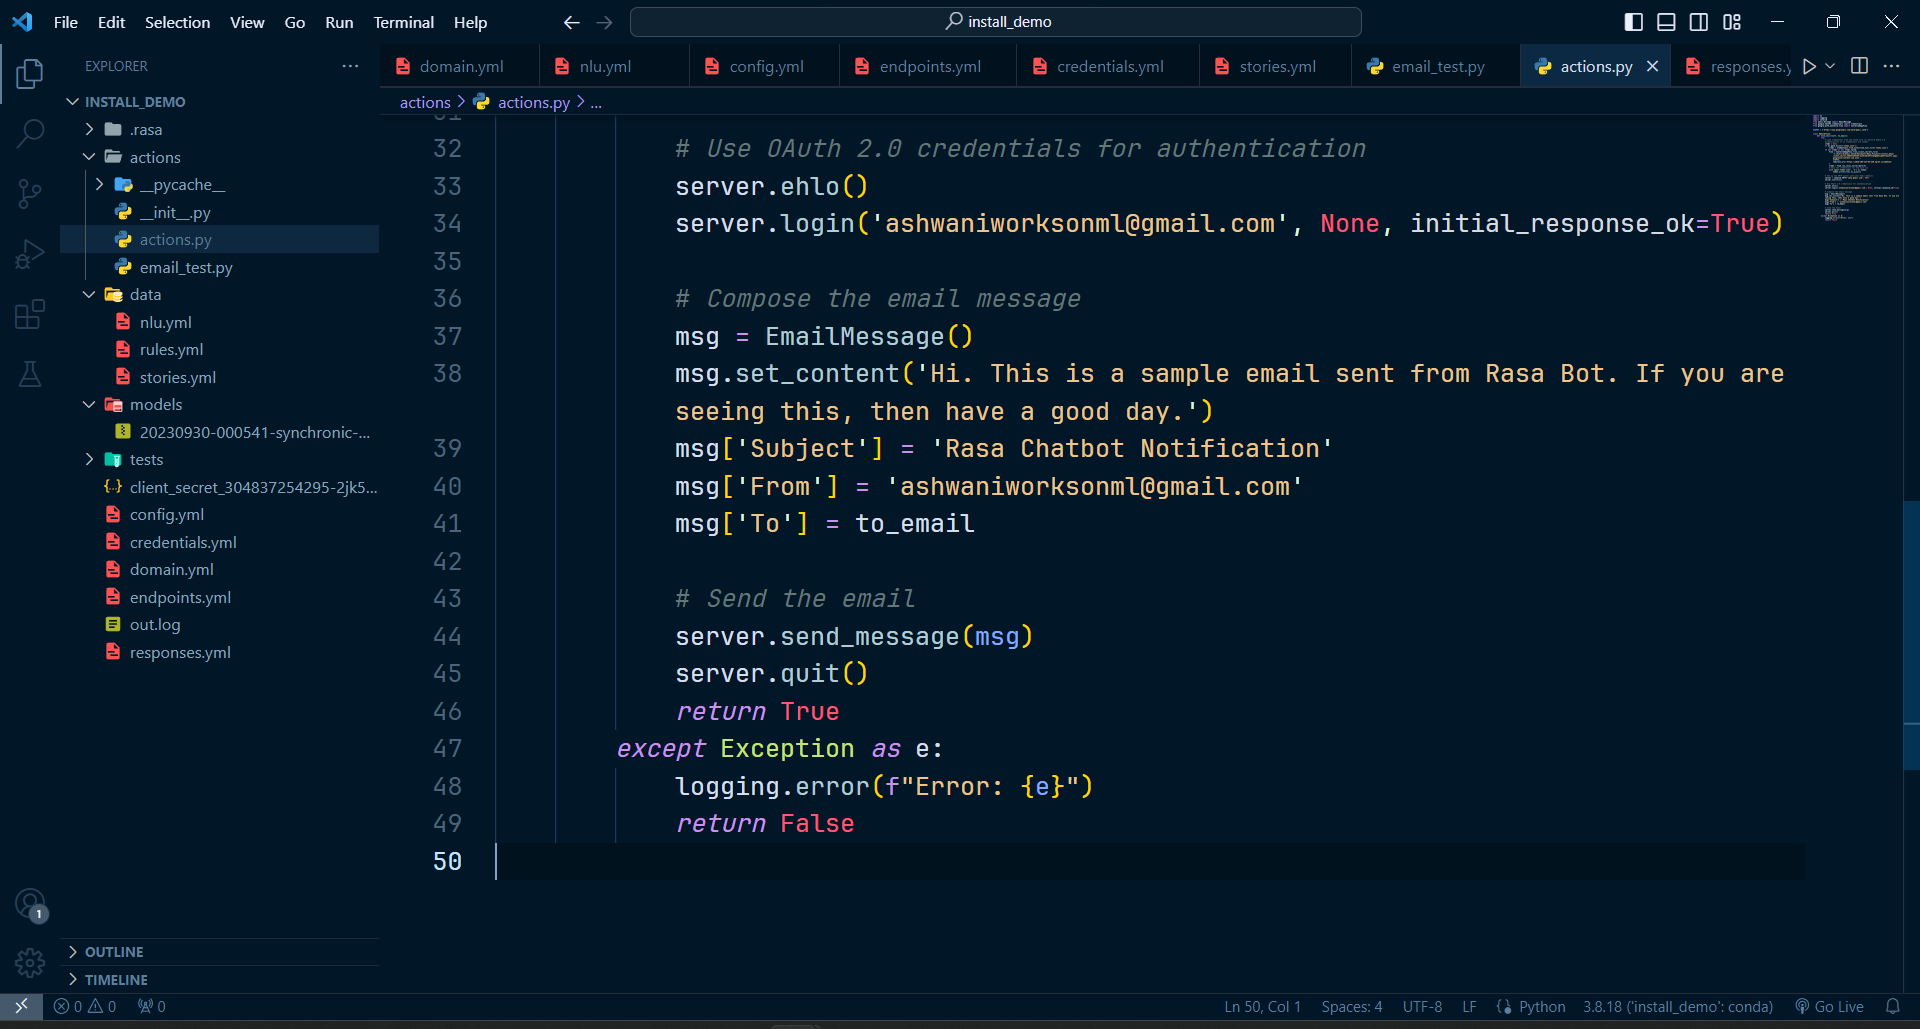 File Edit Selection View Go Run Terminal Help
install_demo
EXPLORER
INSTALL_DEMO
.rasa
actions
__pycache__
__init__.py
actions.py
email_test.py
data
nlu.yml
rules.yml
stories.yml
models
20230930-000541-synchronic-...
tests
client_secret_304837254295-2jk5...
config.yml
credentials.yml
domain.yml
endpoints.yml
out.log
responses.yml
OUTLINE
TIMELINE
domain.yml nlu.yml config.yml endpoints.yml credentials.yml stories.yml email_test.py actions.py responses.y
actions > actions.py > ...
31
32 # Use OAuth 2.0 credentials for authentication
33 server.ehlo()
34 server.login('ashwaniworksonml@gmail.com', None, initial_response_ok=True)
35
36 # Compose the email message
37 msg = EmailMessage()
38 msg.set_content('Hi. This is a sample email sent from Rasa Bot. If you are
seeing this, then have a good day.')
39 msg['Subject'] = 'Rasa Chatbot Notification'
40 msg['From'] = 'ashwaniworksonml@gmail.com'
41 msg['To'] = to_email
42
43 # Send the email
44 server.send_message(msg)
45 server.quit()
46 return True
47 except Exception as e:
48 logging.error(f"Error: {e}")
49 return False
50
1
0 0 0
Ln 50, Col 1 Spaces: 4 UTF-8 LF Python 3.8.18 ('install_demo': conda) Go Live